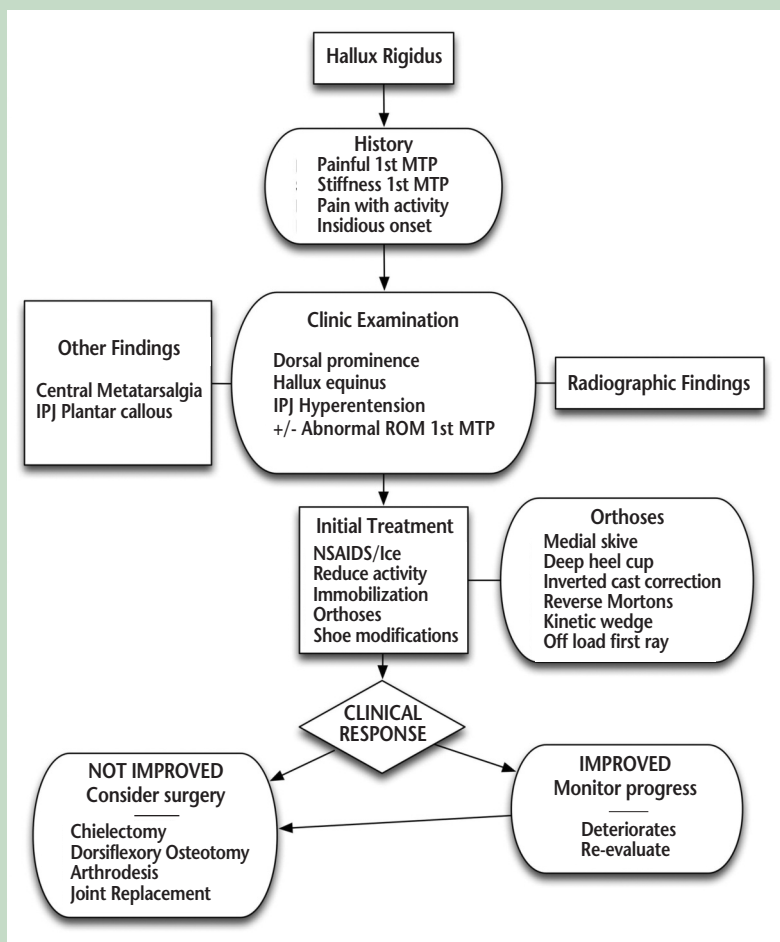 Hallux Rigidus
History
Painful 1st MTP
Stiffness 1st MTP
Pain with activity
Insidious onset
Other Findings
Central Metatarsalgia
IPJ Plantar callous
Clinic Examination
Dorsal prominence
Hallux equinus
IPJ Hyperentension
+/- Abnormal ROM 1st MTP
Radiographic Findings
Initial Treatment
NSAIDS/Ice
Reduce activity
Immobilization
Orthoses
Shoe modifications
Orthoses
Medial skive
Deep heel cup
Inverted cast correction
Reverse Mortons
Kinetic wedge
Off load first ray
CLINICAL
RESPONSE
NOT IMPROVED
Consider surgery
Chielectomy
Dorsiflexory Osteotomy
Arthrodesis
Joint Replacement
IMPROVED
Monitor progress
Deteriorates
Re-evaluate